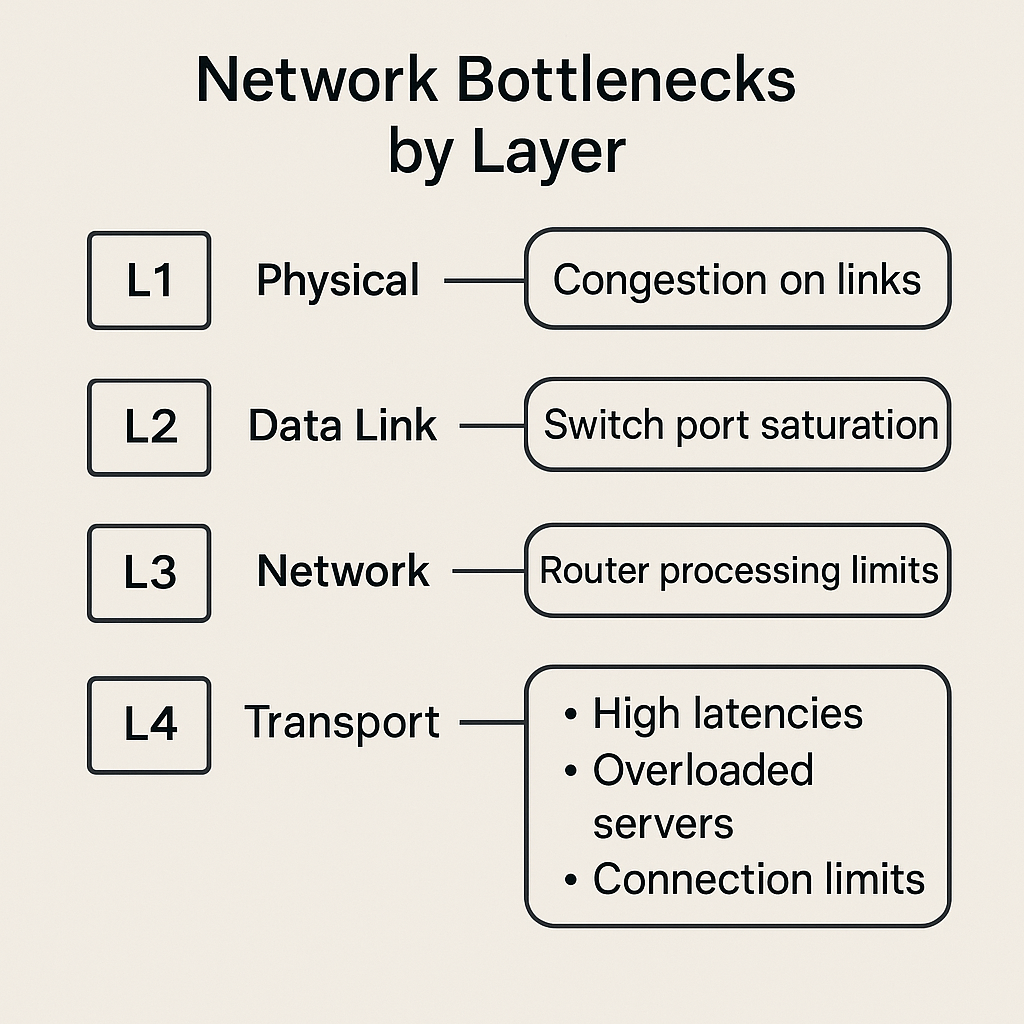 Network Bottlenecks
by Layer
L1 Physical Congestion on links
L2 Data Link Switch port saturation
L3 Network Router processing limits
L4 Transport
• High latencies
• Overloaded
servers
• Connection limits